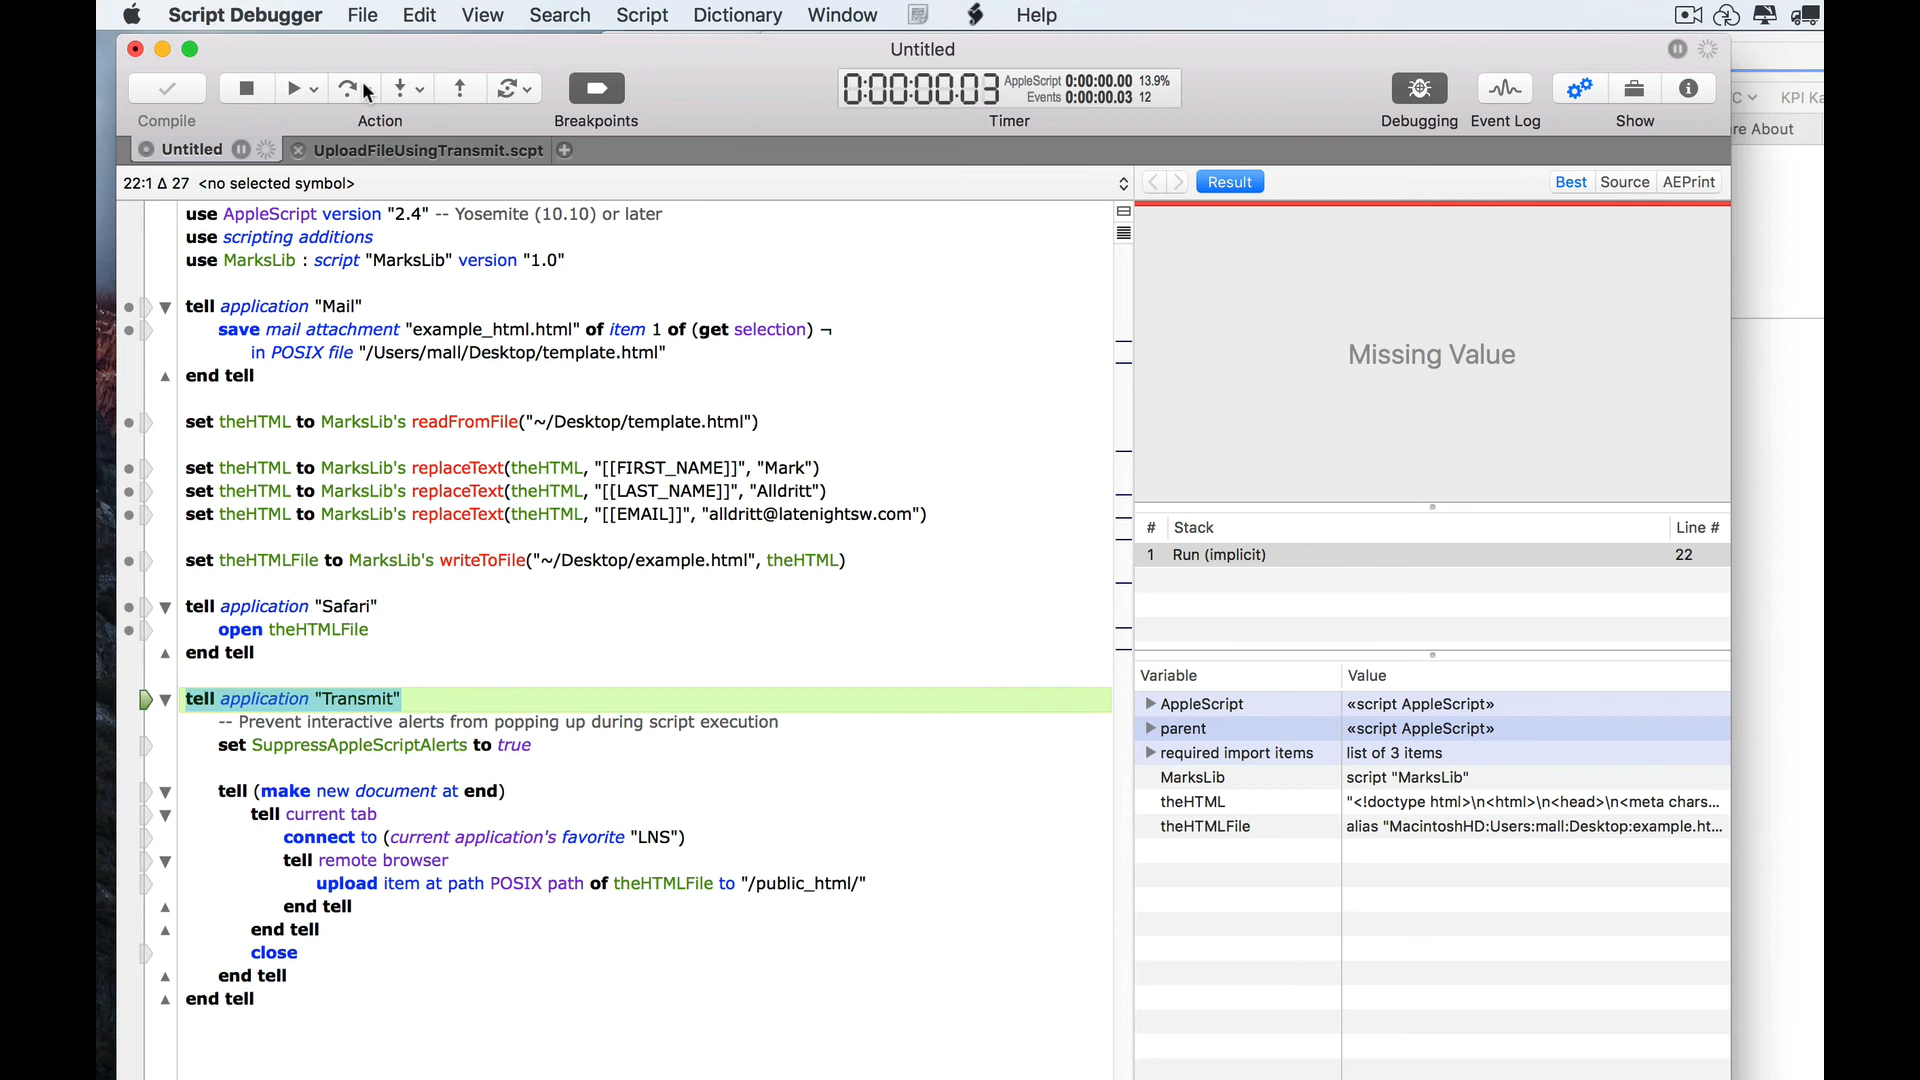 Script Debugger File Edit View Search Script Dictionary Window Help
Untitled
0:00:00.03 AppleScript 0:00:00.00 13.9%
Events 0:00:00.03 12
Compile Action Breakpoints Timer Debugging Event Log Show
KPI Ka
re About
Untitled UploadFileUsingTransmit.scpt
22:1 Δ 27 <no selected symbol>
Result Best Source AEPrint
use AppleScript version "2.4" -- Yosemite (10.10) or later
use scripting additions
use MarksLib : script "MarksLib" version "1.0"
tell application "Mail"
save mail attachment "example_html.html" of item 1 of (get selection) ¬
in POSIX file "/Users/mall/Desktop/template.html"
end tell
set theHTML to MarksLib's readFromFile("~/Desktop/template.html")
set theHTML to MarksLib's replaceText(theHTML, "[[FIRST_NAME]]", "Mark")
set theHTML to MarksLib's replaceText(theHTML, "[[LAST_NAME]]", "Alldritt")
set theHTML to MarksLib's replaceText(theHTML, "[[EMAIL]]", "alldritt@latenightsw.com")
set theHTMLFile to MarksLib's writeToFile("~/Desktop/example.html", theHTML)
tell application "Safari"
open theHTMLFile
end tell
tell application "Transmit"
-- Prevent interactive alerts from popping up during script execution
set SuppressAppleScriptAlerts to true
tell (make new document at end)
tell current tab
connect to (current application's favorite "LNS")
tell remote browser
upload item at path POSIX path of theHTMLFile to "/public_html/"
end tell
end tell
close
end tell
end tell
Missing Value
# Stack Line #
1 Run (implicit) 22
Variable Value
AppleScript «script AppleScript»
parent «script AppleScript»
required import items list of 3 items
MarksLib script "MarksLib"
theHTML "<!doctype html>\n<html>\n<head>\n<meta chars...
theHTMLFile alias "MacintoshHD:Users:mall:Desktop:example.ht...